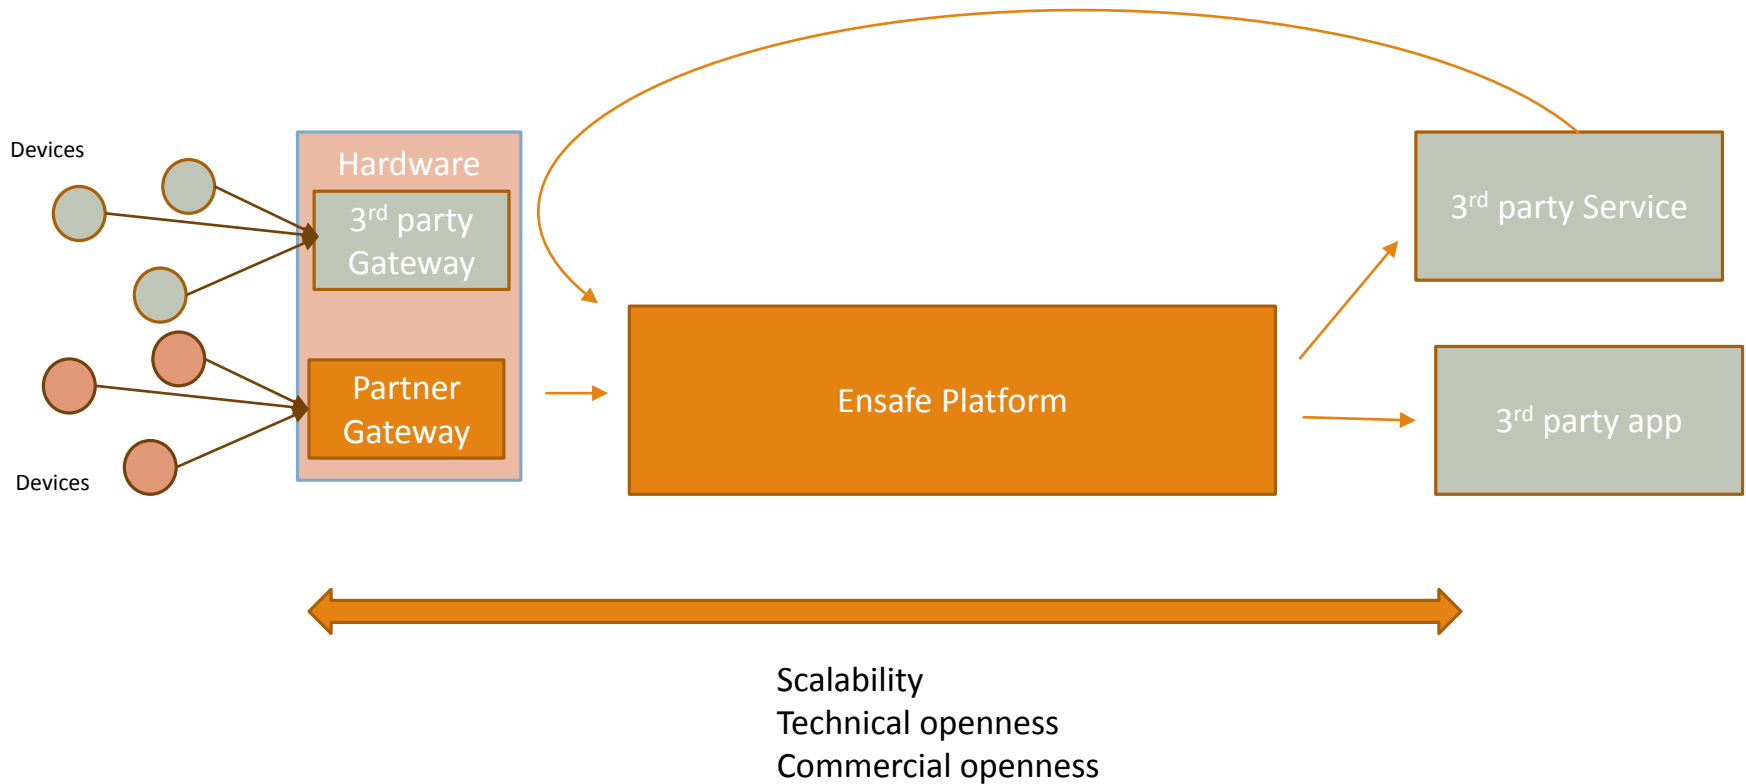 Devices
Hardware
3rd party
Gateway
Partner
Gateway
Devices
Ensafe Platform
3rd party Service
3rd party app
Scalability
Technical openness
Commercial openness